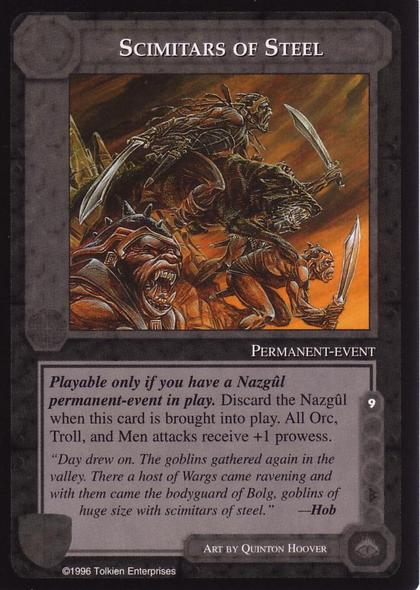 SCIMITARS OF STEEL
PERMANENT-EVENT
Playable only if you have a Nazgûl
permanent-event in play. Discard the Nazgûl
when this card is brought into play. All Orc,
Troll, and Men attacks receive +1 prowess.
9
“Day drew on. The goblins gathered again in the
valley. There a host of Wargs came ravening and
with them came the bodyguard of Bolg, goblins of
huge size with scimitars of steel.” —Hob
ART BY QUINTON HOOVER
©1996 Tolkien Enterprises